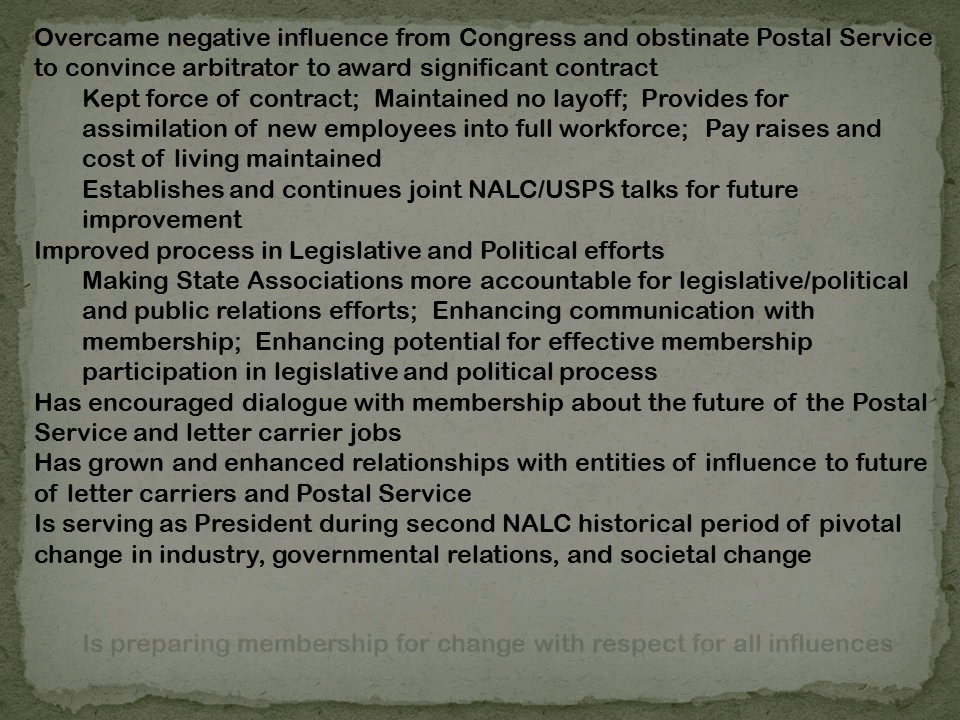 Overcame negative influence from Congress and obstinate Postal Service
to convince arbitrator to award significant contract
Kept force of contract; Maintained no layoff; Provides for
assimilation of new employees into full workforce; Pay raises and
cost of living maintained
Establishes and continues joint NALC/USPS talks for future
improvement
Improved process in Legislative and Political efforts
Making State Associations more accountable for legislative/political
and public relations efforts; Enhancing communication with
membership; Enhancing potential for effective membership
participation in legislative and political process
Has encouraged dialogue with membership about the future of the Postal
Service and letter carrier jobs
Has grown and enhanced relationships with entities of influence to future
of letter carriers and Postal Service
Is serving as President during second NALC historical period of pivotal
change in industry, governmental relations, and societal change
Is preparing membership for change with respect for all influences